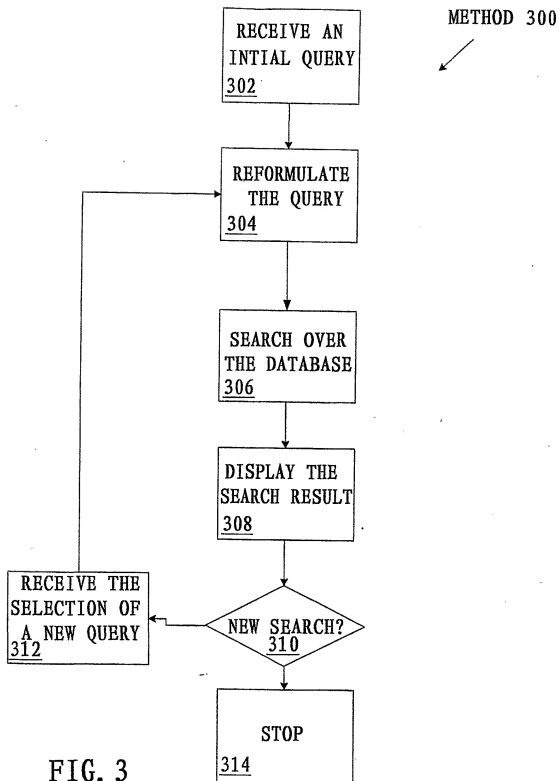 METHOD 300
RECEIVE AN
INTIAL QUERY
302
REFORMULATE
THE QUERY
304
SEARCH OVER
THE DATABASE
306
DISPLAY THE
SEARCH RESULT
308
NEW SEARCH?
310
RECEIVE THE
SELECTION OF
A NEW QUERY
312
STOP
314
FIG. 3